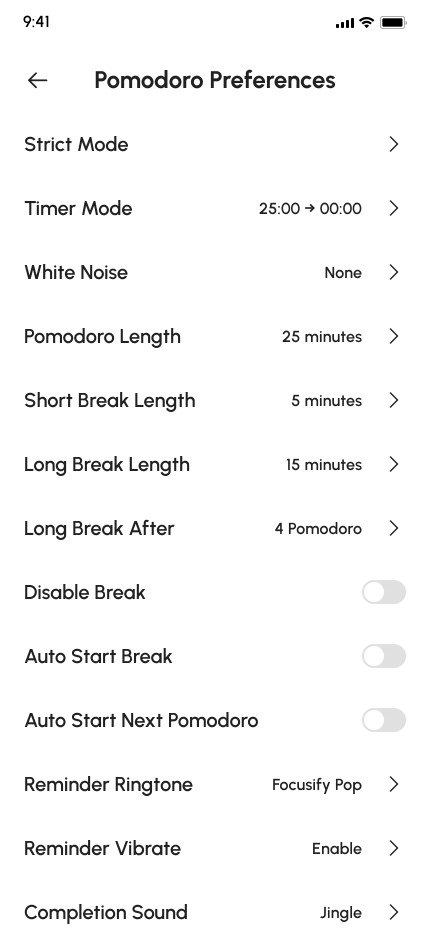 9:41
Pomodoro Preferences
Strict Mode
Timer Mode 25:00 → 00:00
White Noise None
Pomodoro Length 25 minutes
Short Break Length 5 minutes
Long Break Length 15 minutes
Long Break After 4 Pomodoro
Disable Break
Auto Start Break
Auto Start Next Pomodoro
Reminder Ringtone Focusify Pop
Reminder Vibrate Enable
Completion Sound Jingle